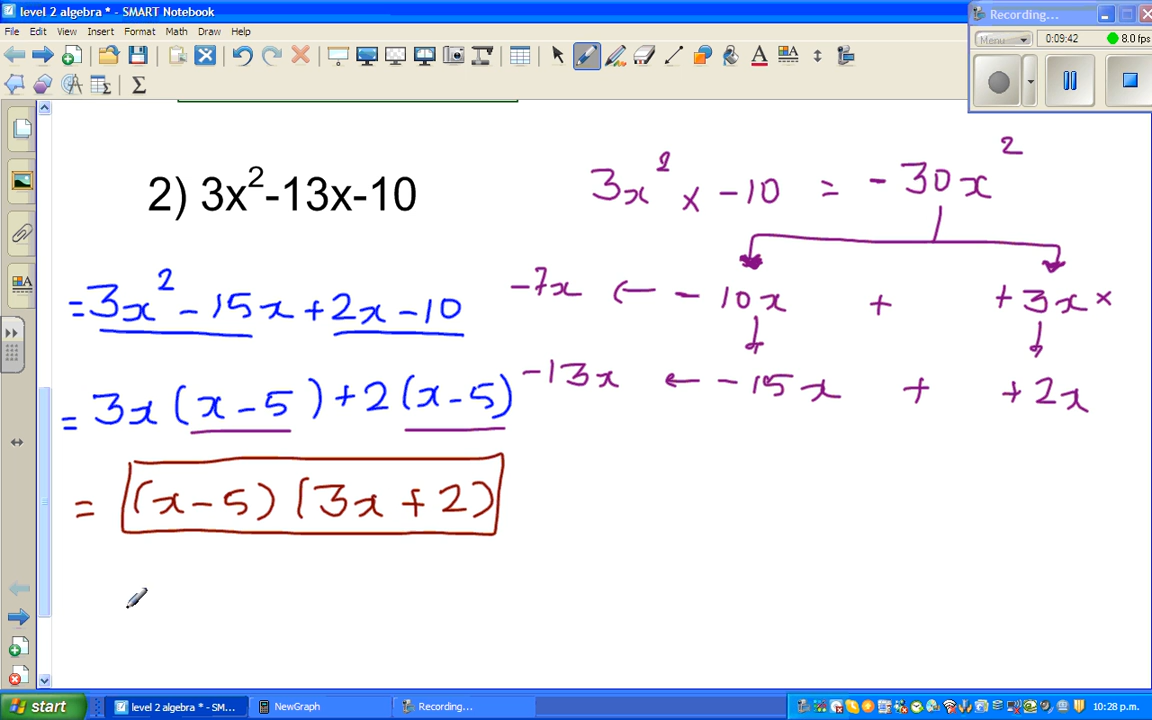 level 2 algebra * - SMART Notebook
Recording...
File Edit View Insert Format Math Draw Help
Menu 0:09:42 8.0 fps
2) 3x²-13x-10
3x² × -10 = -30x²
-7x ← -10x + +3x ×
= 3x² - 15x + 2x - 10
-13x ← -15x + +2x
= 3x(x-5) + 2(x-5)
= (x-5)(3x+2)
start level 2 algebra * - SM... NewGraph Recording... 10:28 p.m.